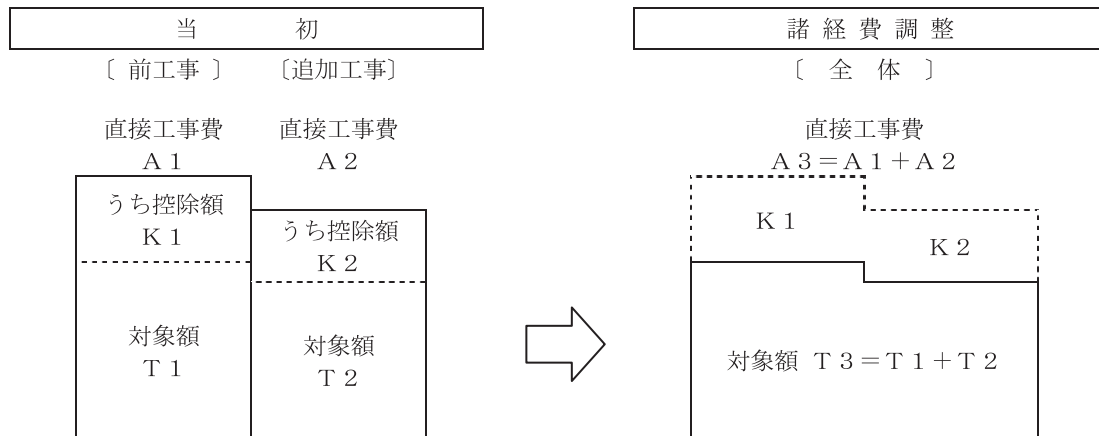 当　　初
諸 経 費 調 整
〔 前工事 〕
〔追加工事〕
〔　全　体　〕
直接工事費
Ａ１
直接工事費
Ａ２
直接工事費
Ａ３＝Ａ１＋Ａ２
うち控除額
Ｋ１
うち控除額
Ｋ２
Ｋ１
Ｋ２
対象額
Ｔ１
対象額
Ｔ２
対象額 Ｔ３＝Ｔ１＋Ｔ２